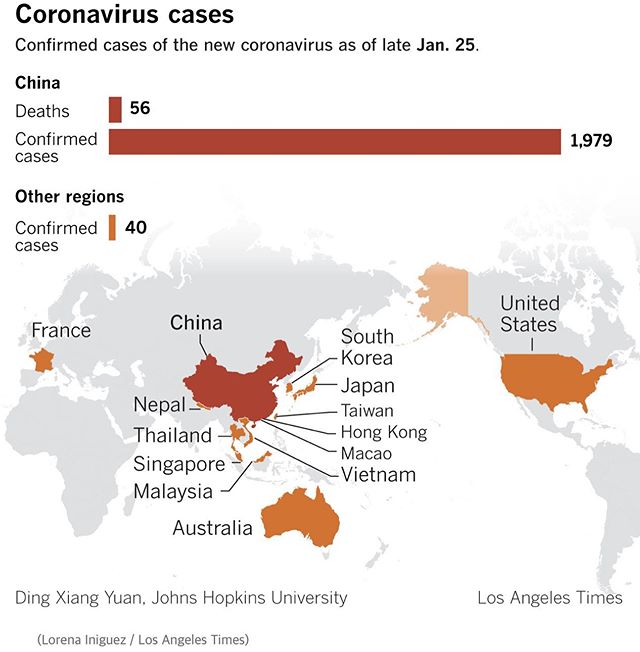 Coronavirus cases
Confirmed cases of the new coronavirus as of late Jan. 25.
China
Deaths 56
Confirmed
cases
1,979
Other regions
Confirmed
cases
40
France
China
South
Korea
United
States
Japan
Nepal
Taiwan
Hong Kong
Thailand
Macao
Singapore
Vietnam
Malaysia
Australia
Ding Xiang Yuan, Johns Hopkins University
Los Angeles Times
(Lorena Iniguez / Los Angeles Times)